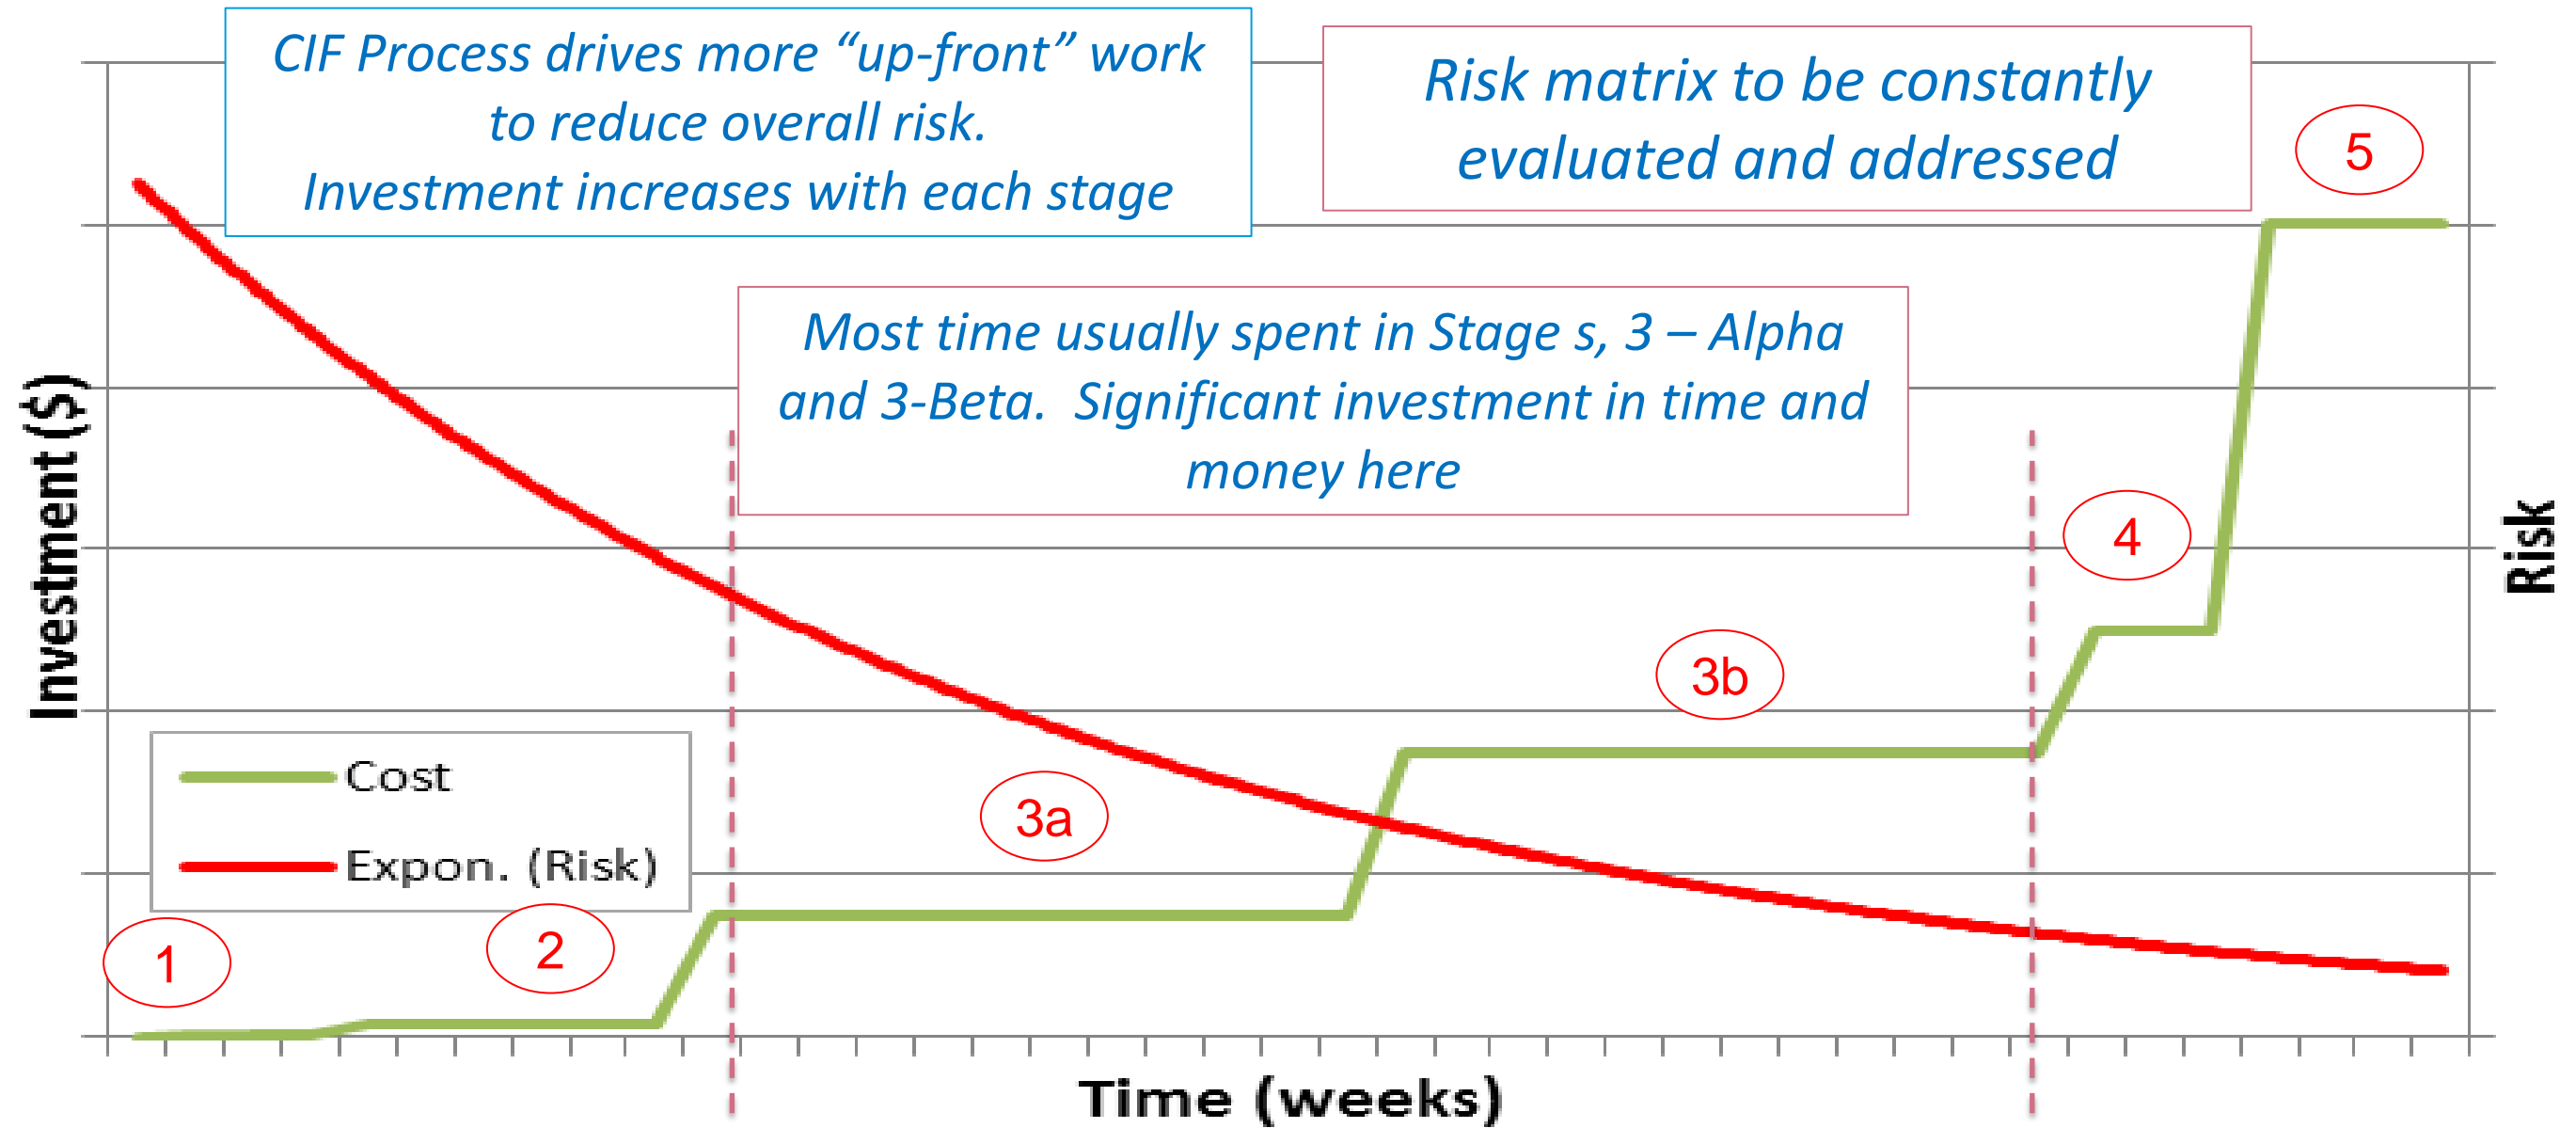 CIF Process drives more “up-front” work
to reduce overall risk.
Investment increases with each stage
Risk matrix to be constantly
evaluated and addressed
5
Most time usually spent in Stage s, 3 – Alpha
and 3-Beta.  Significant investment in time and
money here
4
Investment ($)
Risk
3b
Cost
3a
Expon. (Risk)
1
2
Time (weeks)